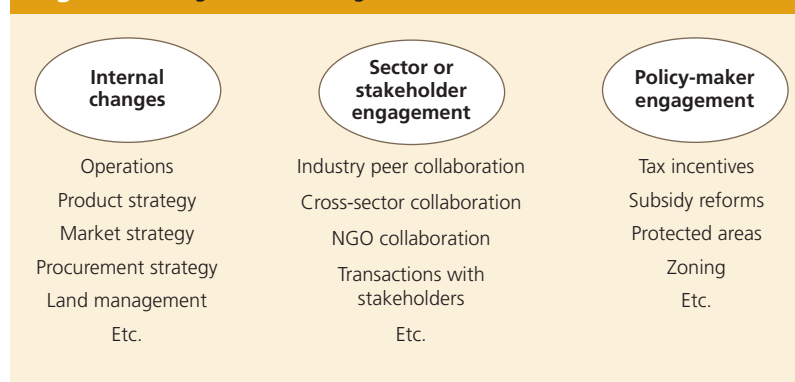 Internal
changes
Operations
Product strategy
Market strategy
Procurement strategy
Land management
Etc.
Sector or
stakeholder
engagement
Industry peer collaboration
Cross-sector collaboration
NGO collaboration
Transactions with
stakeholders
Etc.
Policy-maker
engagement
Tax incentives
Subsidy reforms
Protected areas
Zoning
Etc.